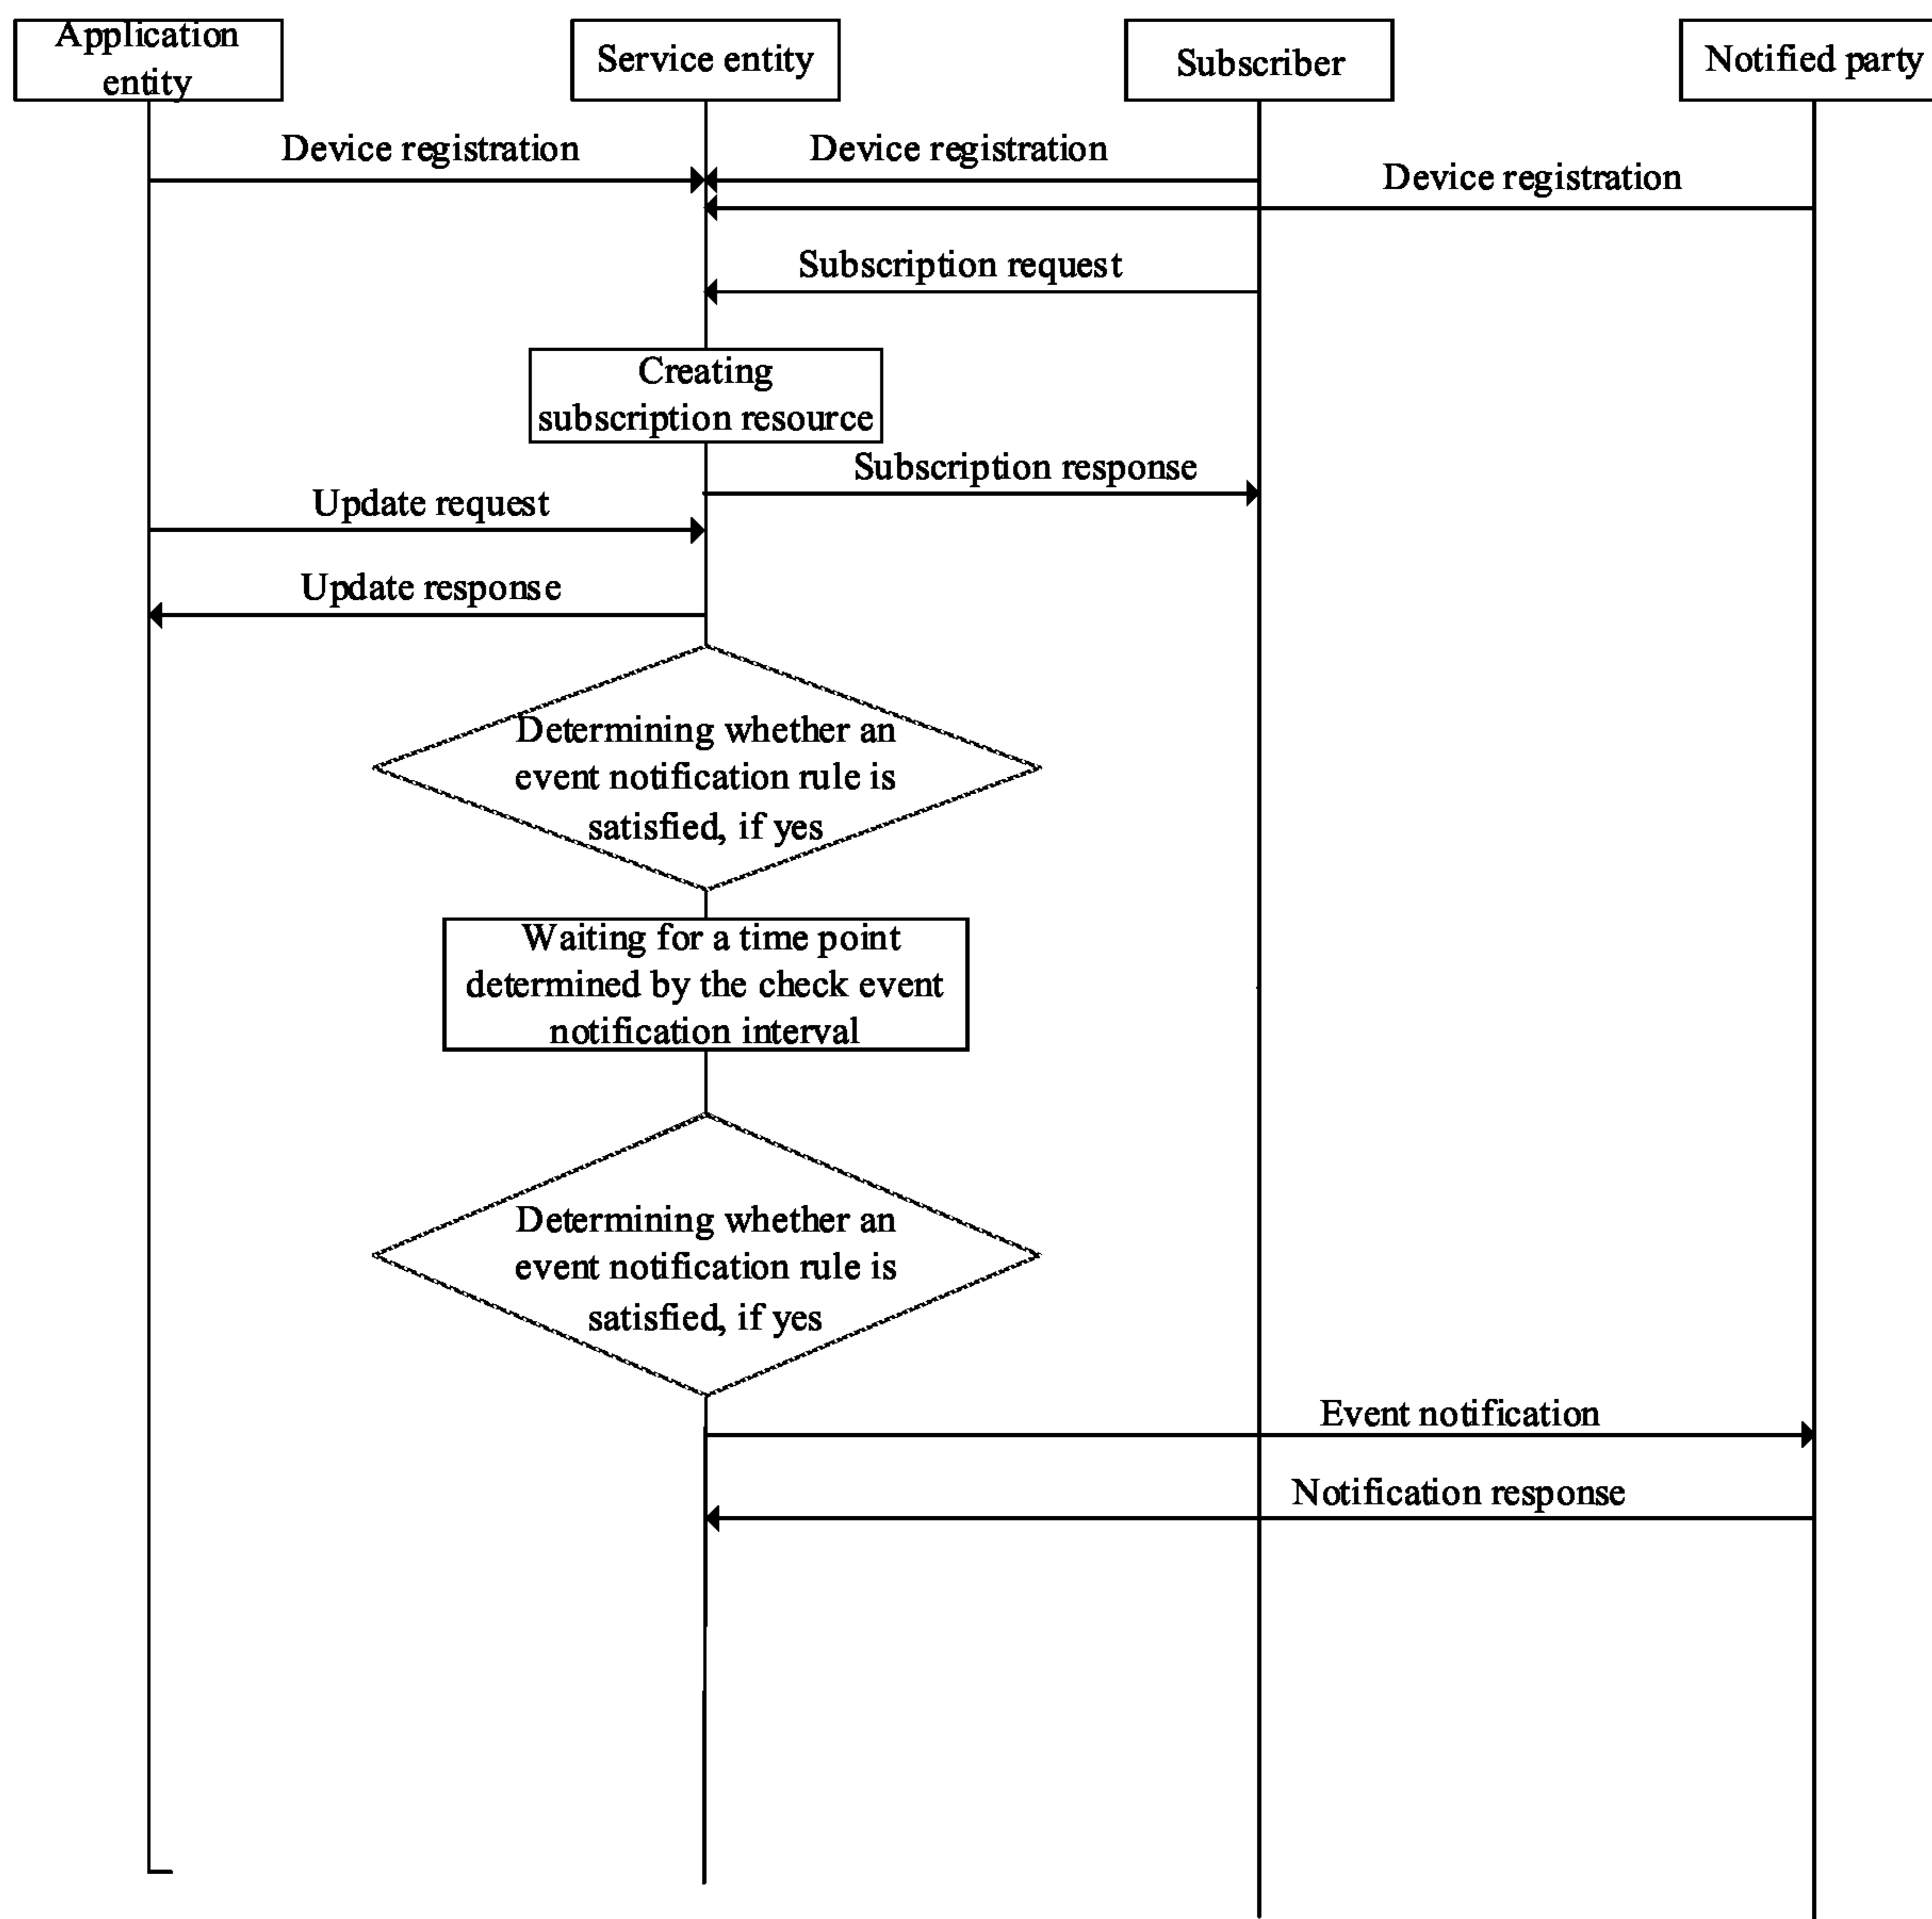 Application
entity
Service entity
Subscriber
Notified party
Device registration
Device registration
Device registration
Subscription request
Creating
subscription resource
Subscription response
Update request
Update response
Determining whether an
event notification rule is
satisfied, if yes
Waiting for a time point
determined by the check event
notification interval
Determining whether an
event notification rule is
satisfied, if yes
Event notification
Notification response